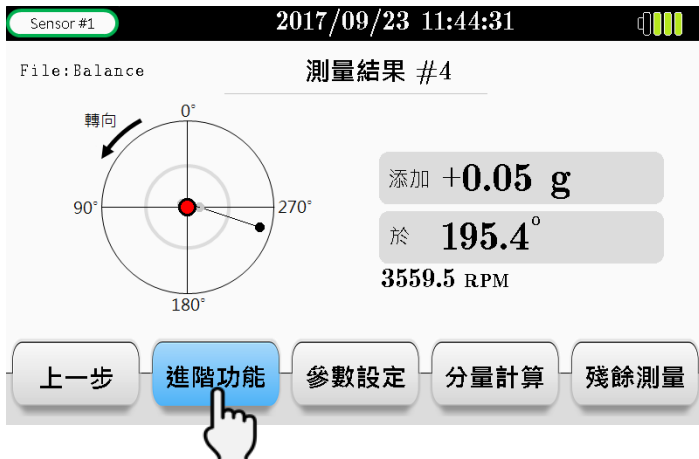 Sensor #1
2017/09/23 11:44:31
File:Balance
測量結果 #4
轉向
0°
90°
270°
180°
添加 +0.05 g
於 195.4°
3559.5 RPM
上一步
進階功能
參數設定
分量計算
殘餘測量